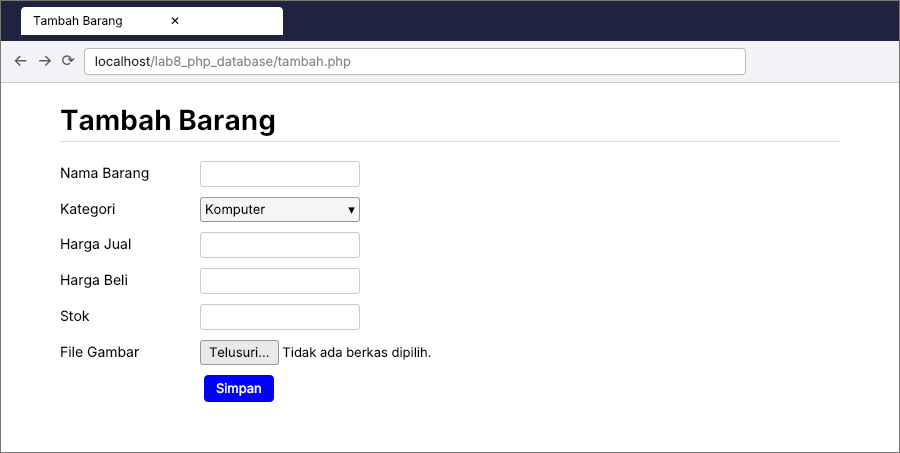 Tambah Barang ✕
← → ⟳ localhost/lab8_php_database/tambah.php
Tambah Barang
Nama Barang
Kategori Komputer ▾
Harga Jual
Harga Beli
Stok
File Gambar Telusuri... Tidak ada berkas dipilih.
Simpan